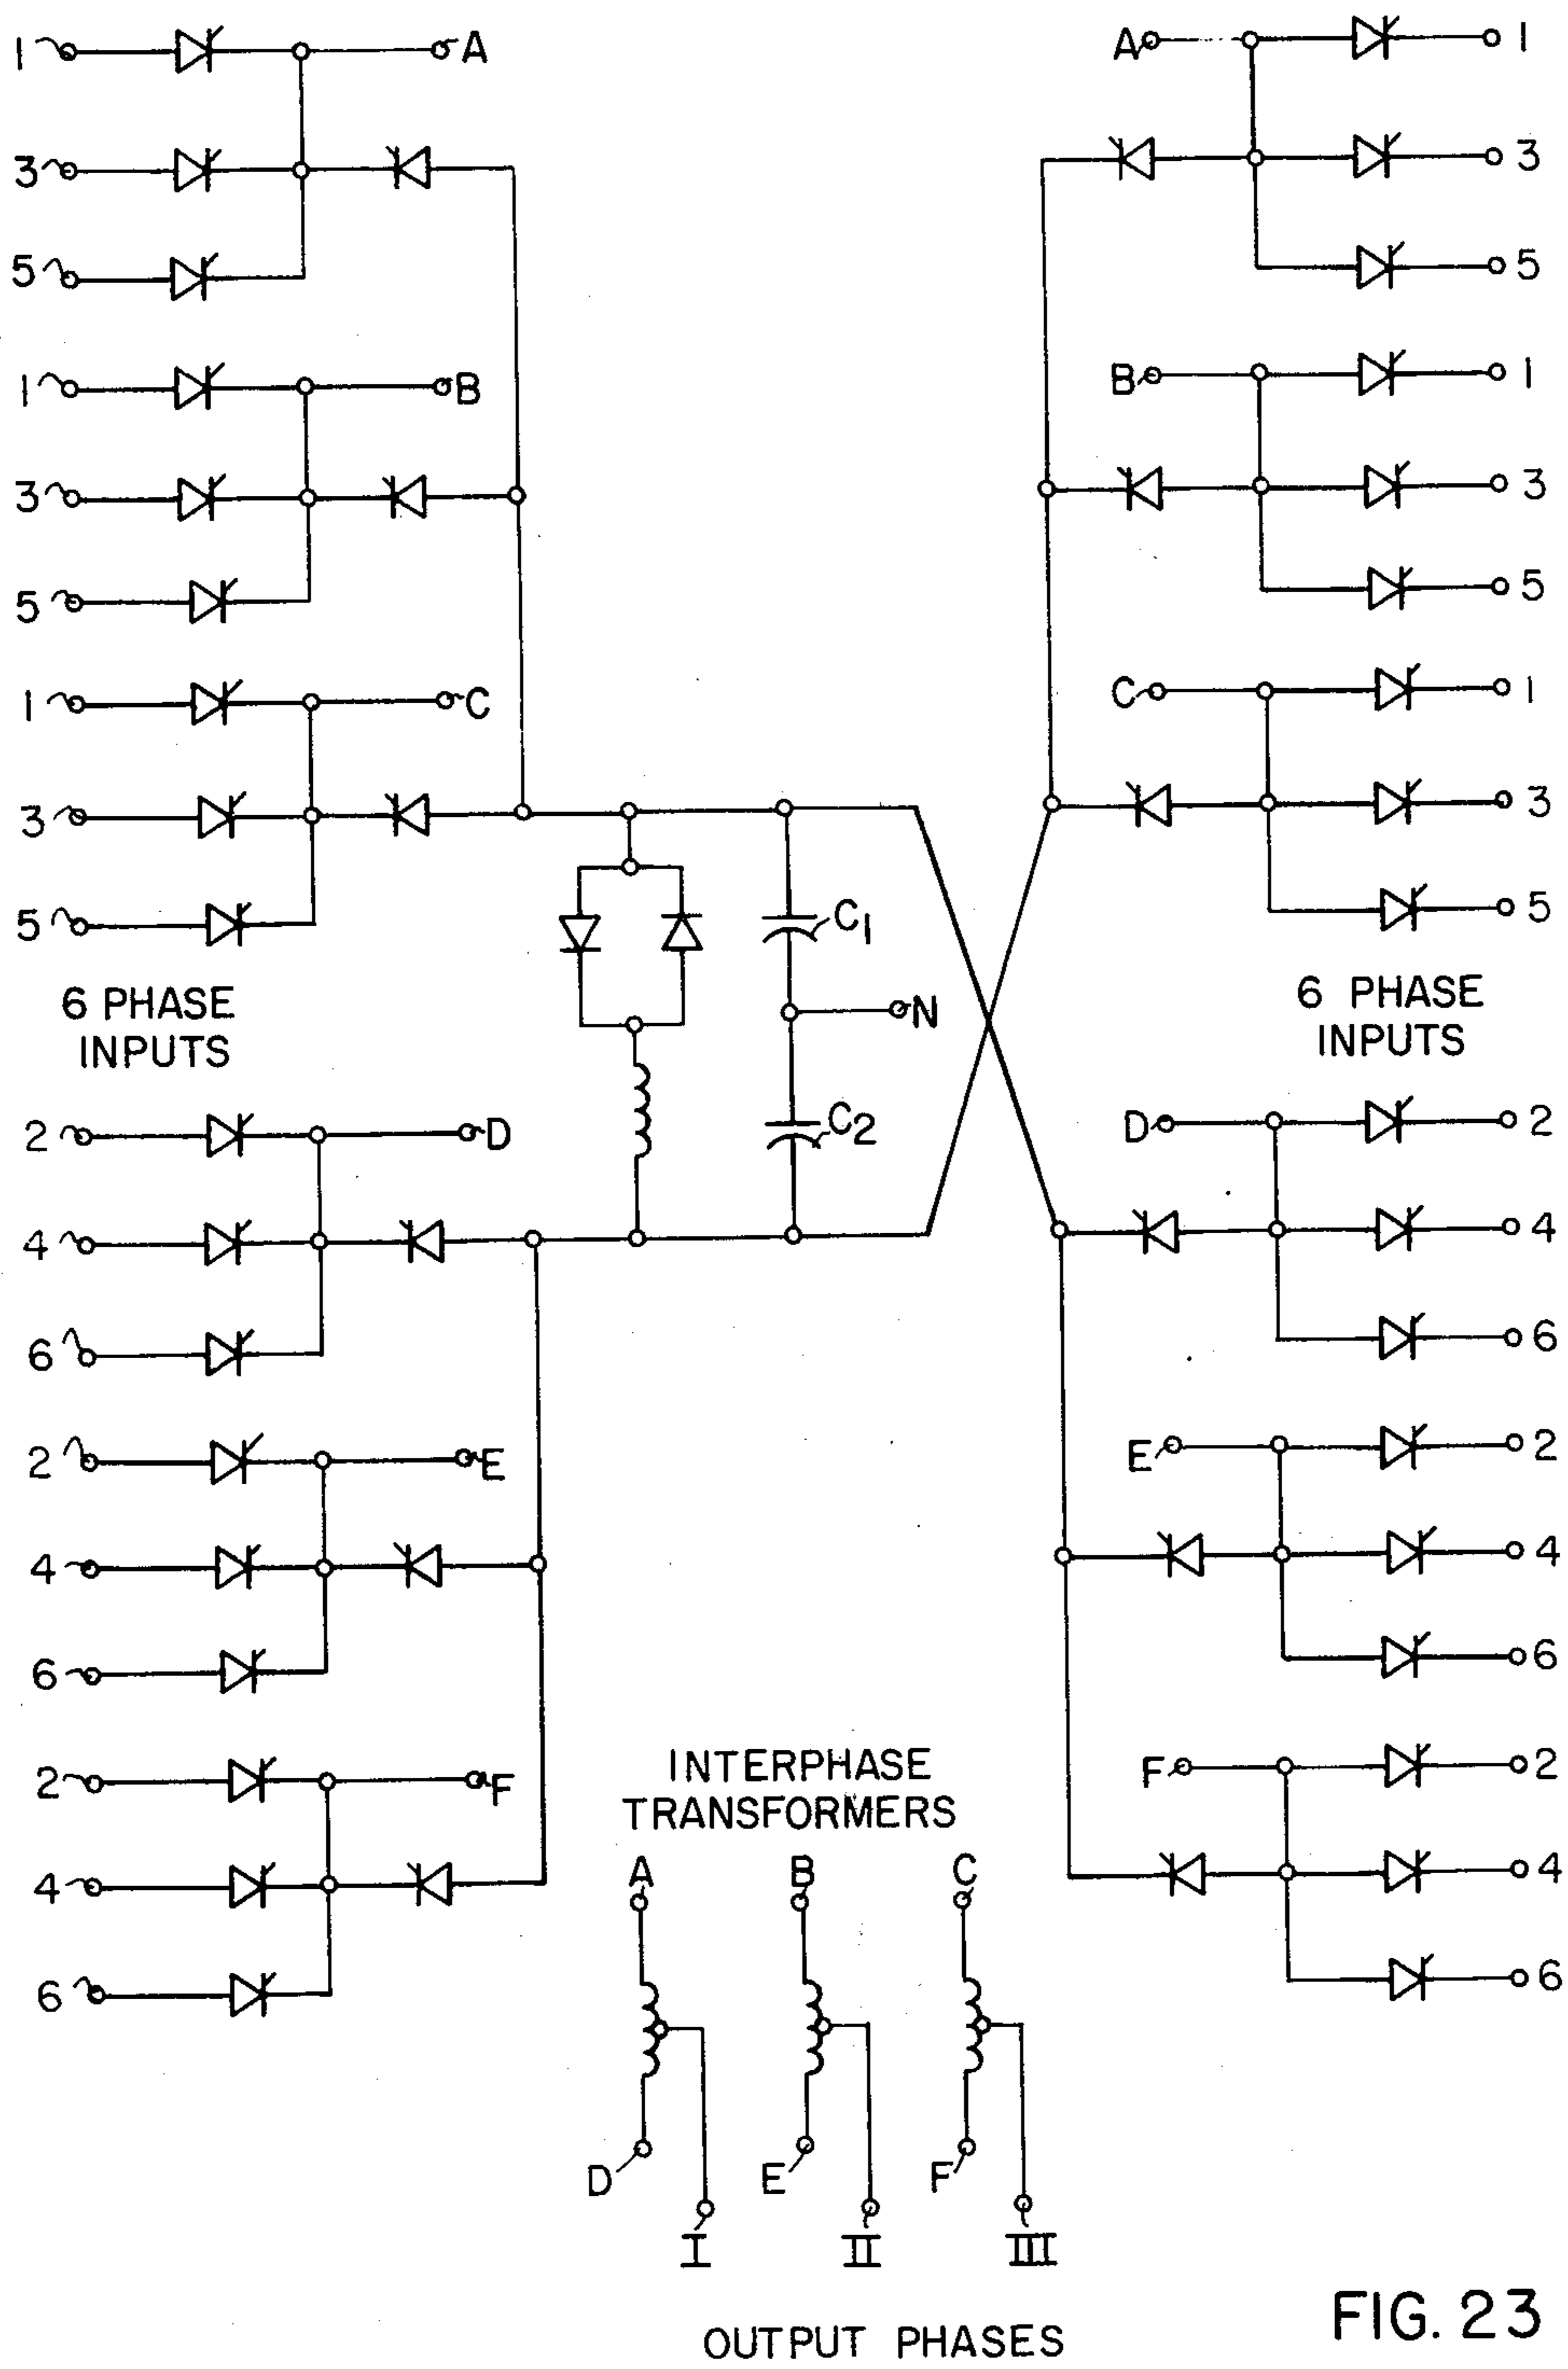 1 A
3
5
1 B
3
5
1 C
3
5
6 PHASE
INPUTS
2 D
4
6
2 E
4
6
2 F
4
6
C1
N
C2
A 1
3
5
B 1
3
5
C 1
3
5
6 PHASE
INPUTS
D 2
4
6
E 2
4
6
F 2
4
6
INTERPHASE
TRANSFORMERS
A B C
D E F
I II III
OUTPUT PHASES
FIG. 23